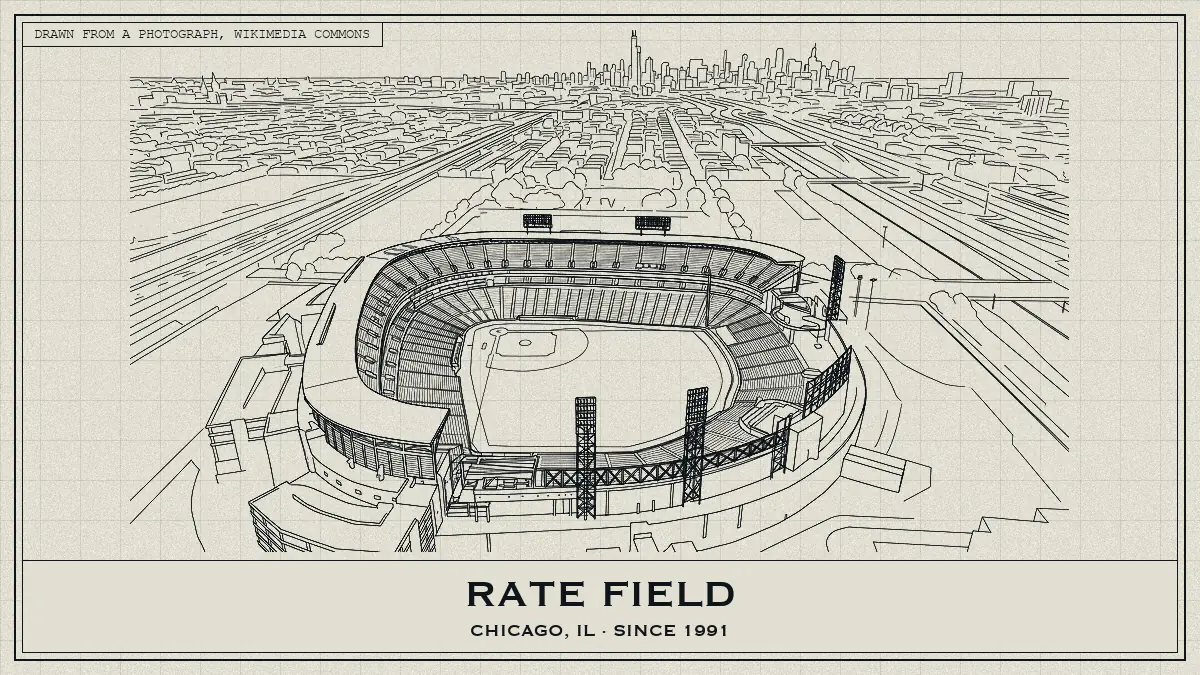 DRAWN FROM A PHOTOGRAPH, WIKIMEDIA COMMONS
RATE FIELD
CHICAGO, IL · SINCE 1991